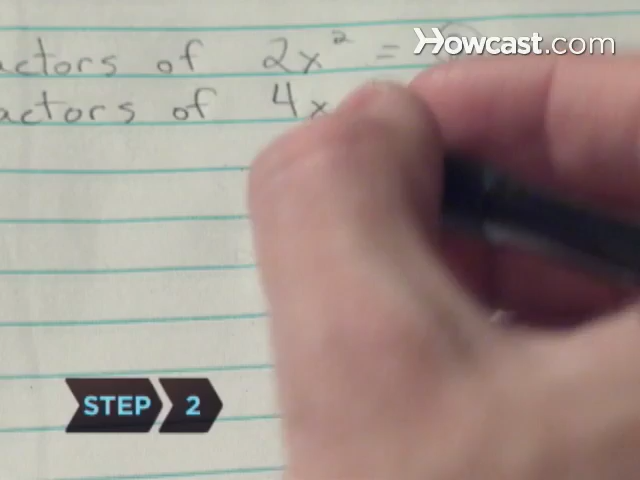 Howcast.com
actors of 2x² =
actors of 4x
STEP 2